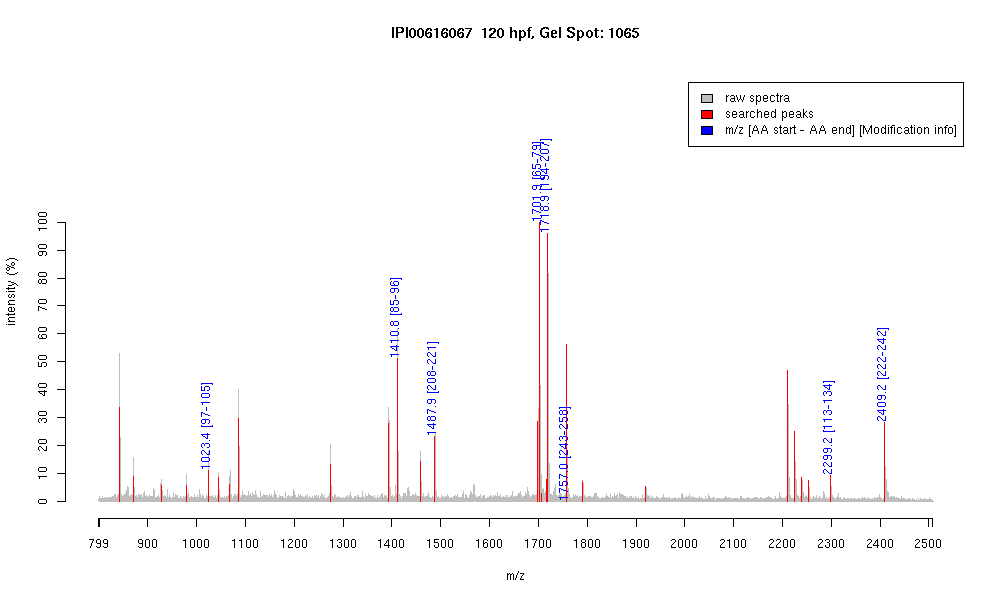 IPI00616067 120 hpf, Gel Spot: 1065
raw spectra
searched peaks
m/z [AA start - AA end] [Modification info]
intensity (%)
100
90
80
70
60
50
40
30
20
10
0
1023.4 [97-105]
1410.8 [85-96]
1487.9 [208-221]
1701.9 [65-79]
1718.9 [194-207]
1757.0 [243-258]
2299.2 [113-134]
2409.2 [222-242]
799 900 1000 1100 1200 1300 1400 1500 1600 1700 1800 1900 2000 2100 2200 2300 2400 2500
m/z